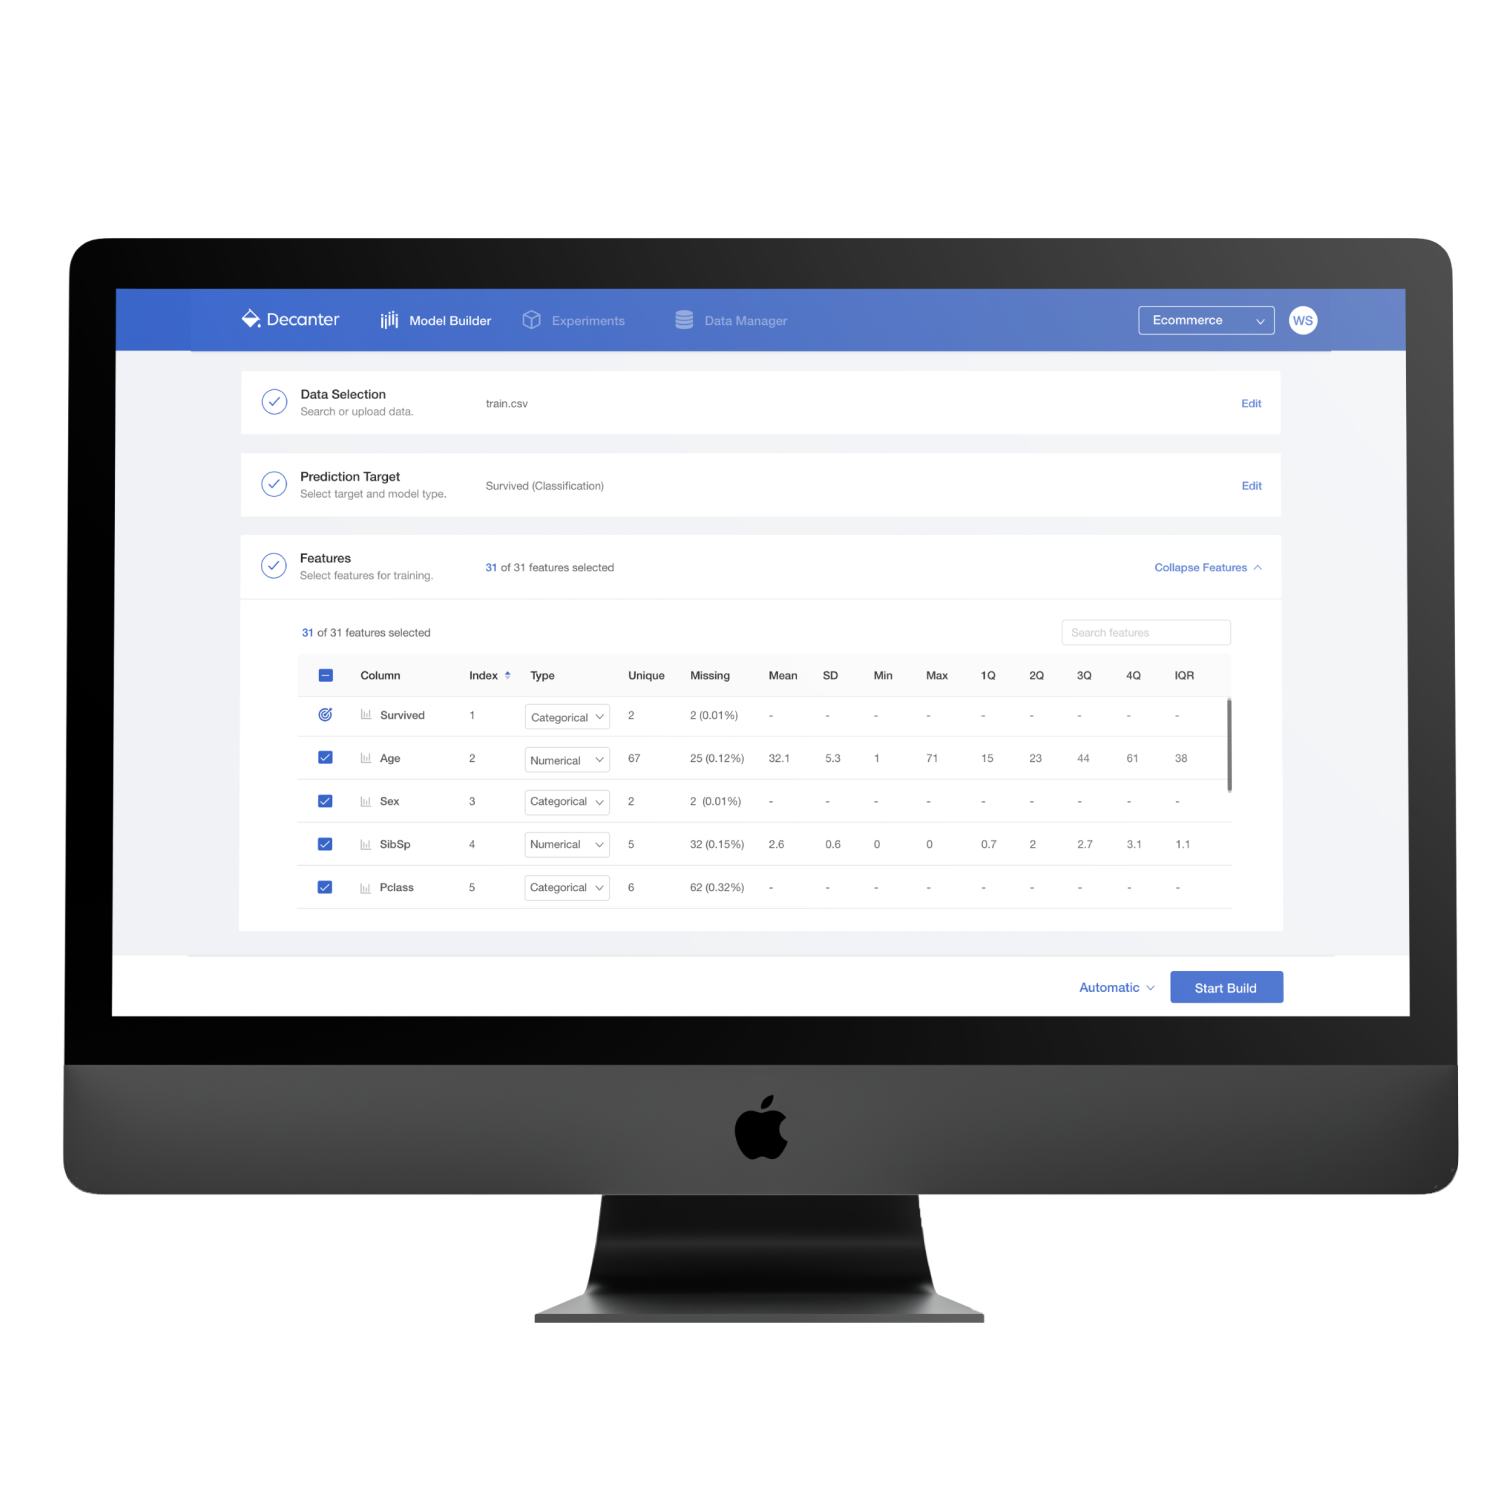 Decanter Model Builder Experiments Data Manager Ecommerce WS
Data Selection
Search or upload data.
train.csv
Edit
Prediction Target
Select target and model type.
Survived (Classification)
Edit
Features
Select features for training.
31 of 31 features selected
Collapse Features
31 of 31 features selected
Search features
Column Index Type Unique Missing Mean SD Min Max 1Q 2Q 3Q 4Q IQR
Survived 1 Categorical 2 2 (0.01%) - - - - - - - - -
Age 2 Numerical 67 25 (0.12%) 32.1 5.3 1 71 15 23 44 61 38
Sex 3 Categorical 2 2 (0.01%) - - - - - - - - -
SibSp 4 Numerical 5 32 (0.15%) 2.6 0.6 0 0 0.7 2 2.7 3.1 1.1
Pclass 5 Categorical 6 62 (0.32%) - - - - - - - - -
Automatic Start Build